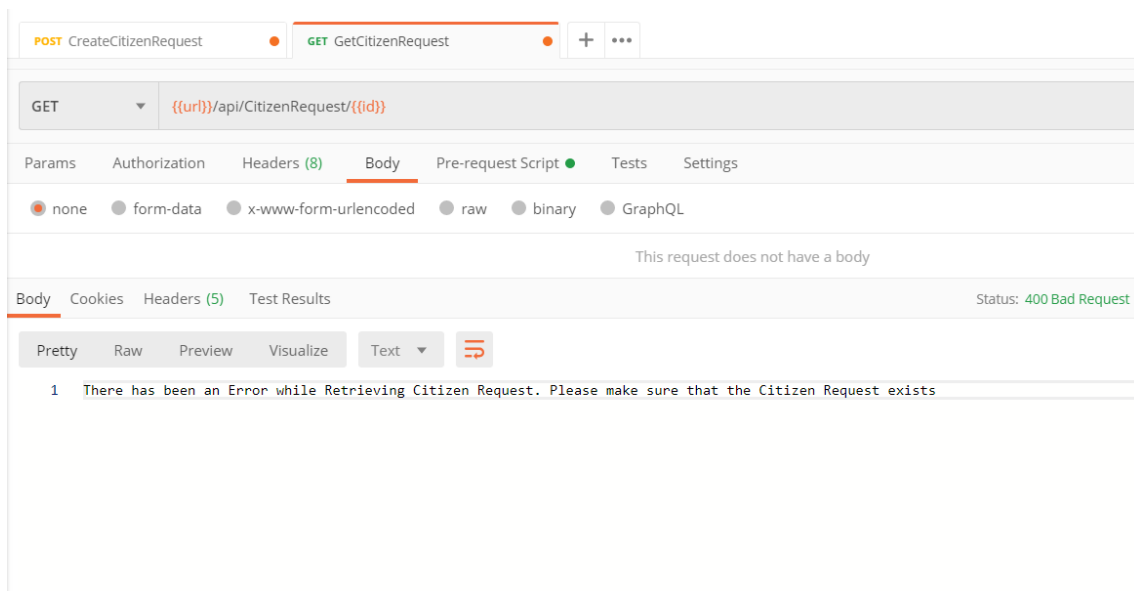 POST CreateCitizenRequest GET GetCitizenRequest + •••
GET {{url}}/api/CitizenRequest/{{id}}
Params Authorization Headers (8) Body Pre-request Script Tests Settings
none form-data x-www-form-urlencoded raw binary GraphQL
This request does not have a body
Body Cookies Headers (5) Test Results Status: 400 Bad Request
Pretty Raw Preview Visualize Text
1 There has been an Error while Retrieving Citizen Request. Please make sure that the Citizen Request exists